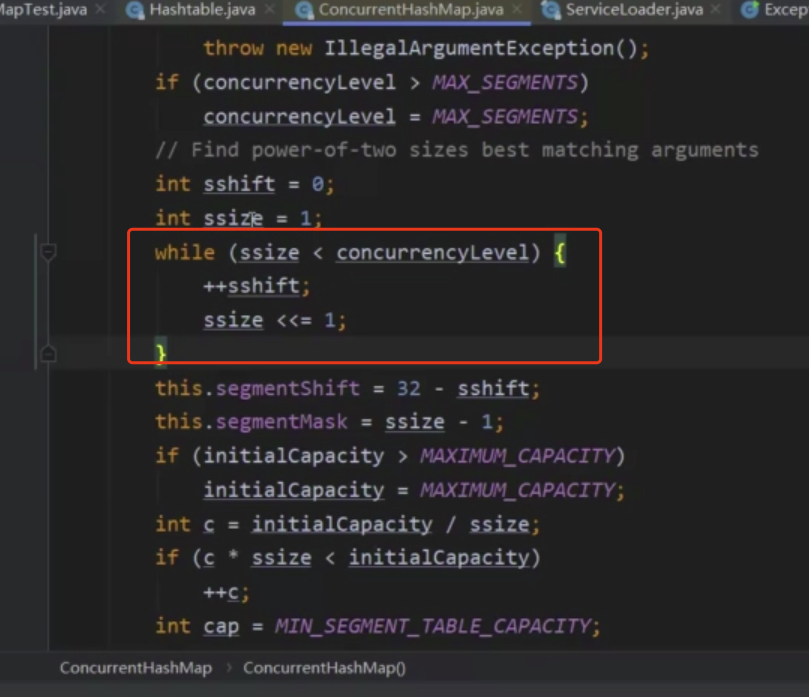 MapTest.java Hashtable.java ConcurrentHashMap.java ServiceLoader.java Excep
throw new IllegalArgumentException();
if (concurrencyLevel > MAX_SEGMENTS)
concurrencyLevel = MAX_SEGMENTS;
// Find power-of-two sizes best matching arguments
int sshift = 0;
int ssize = 1;
while (ssize < concurrencyLevel) {
++sshift;
ssize <<= 1;
}
this.segmentShift = 32 - sshift;
this.segmentMask = ssize - 1;
if (initialCapacity > MAXIMUM_CAPACITY)
initialCapacity = MAXIMUM_CAPACITY;
int c = initialCapacity / ssize;
if (c * ssize < initialCapacity)
++c;
int cap = MIN_SEGMENT_TABLE_CAPACITY;
ConcurrentHashMap › ConcurrentHashMap()